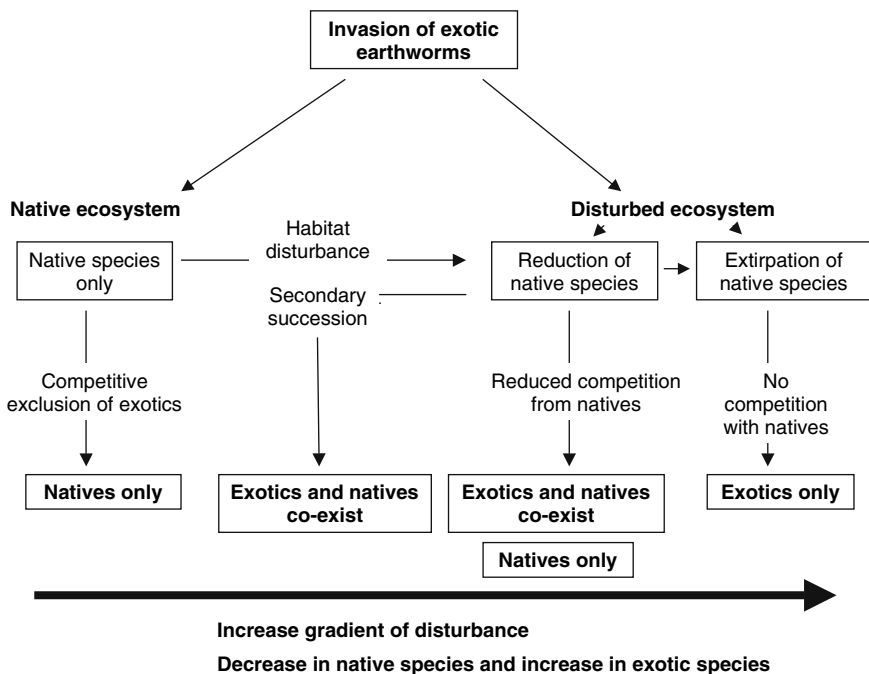 Invasion of exotic
earthworms
Native ecosystem
Disturbed ecosystem
Native species
only
Habitat
disturbance
Secondary
succession
Reduction of
native species
Extirpation of
native species
Competitive
exclusion of exotics
Reduced competition
from natives
No
competition
with natives
Natives only
Exotics and natives
co-exist
Exotics and natives
co-exist
Natives only
Exotics only
Increase gradient of disturbance
Decrease in native species and increase in exotic species